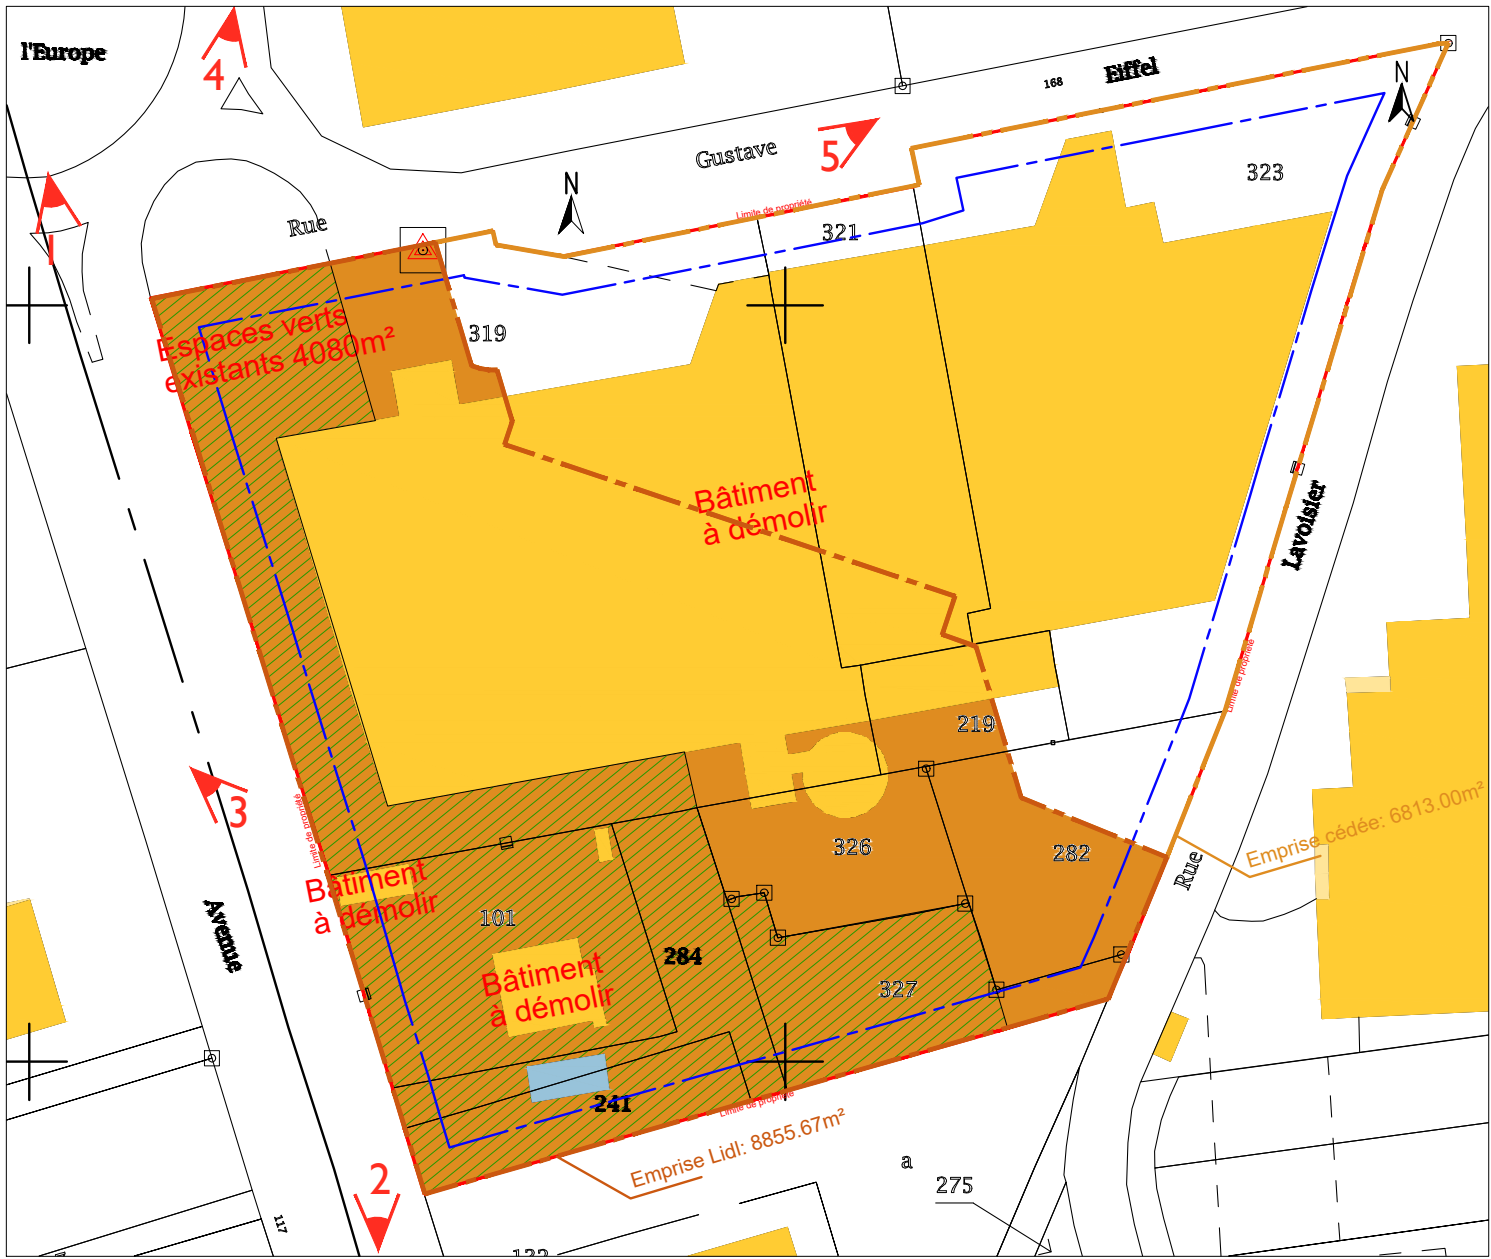 l'Europe
4
Eiffel
168
N
Gustave
5
323
1
N
Rue
Limite de propriété
321
Espaces verts
existants 4080m²
319
Bâtiment
à démolir
Lavoisier
Limite de propriété
219
3
Limite de propriété
Emprise cédée: 6813.00m²
326
282
Rue
Bâtiment
à démolir
101
Avenue
284
Bâtiment
à démolir
327
241
Limite de propriété
Emprise Lidl: 8855.67m²
a
2
275
117
132